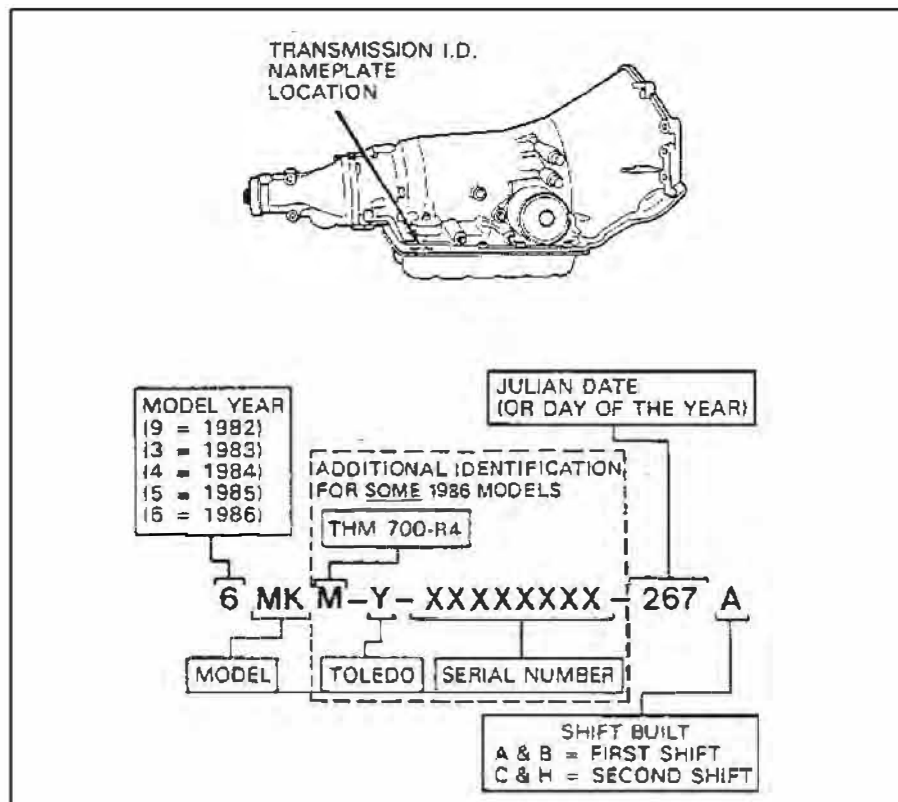 TRANSMISSION I.D.
NAMEPLATE
LOCATION
JULIAN DATE
(OR DAY OF THE YEAR)
MODEL YEAR
(9 = 1982)
(3 = 1983)
(4 = 1984)
(5 = 1985)
(6 = 1986)
ADDITIONAL IDENTIFICATION
FOR SOME 1986 MODELS
THM 700-R4
6 MK M-Y-XXXXXXXX-267 A
MODEL
TOLEDO
SERIAL NUMBER
SHIFT BUILT
A & B = FIRST SHIFT
C & H = SECOND SHIFT